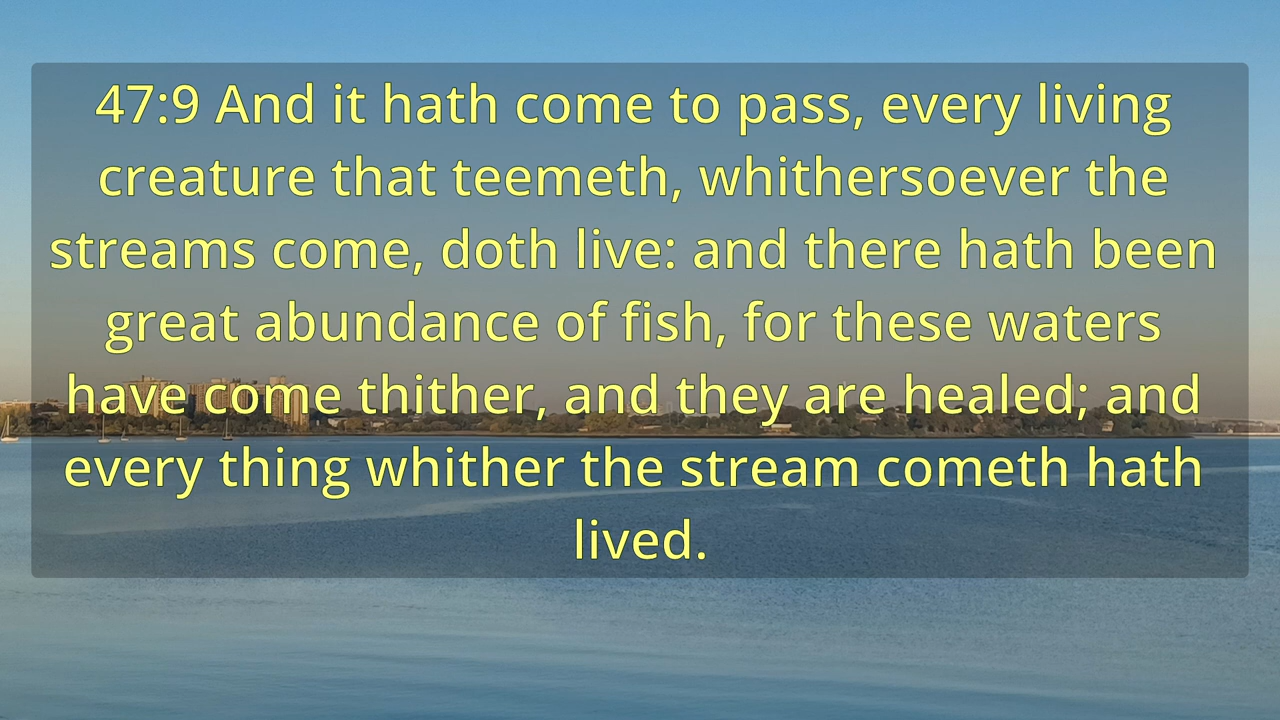 47:9 And it hath come to pass, every living
creature that teemeth, whithersoever the
streams come, doth live: and there hath been
great abundance of fish, for these waters
have come thither, and they are healed; and
every thing whither the stream cometh hath
lived.